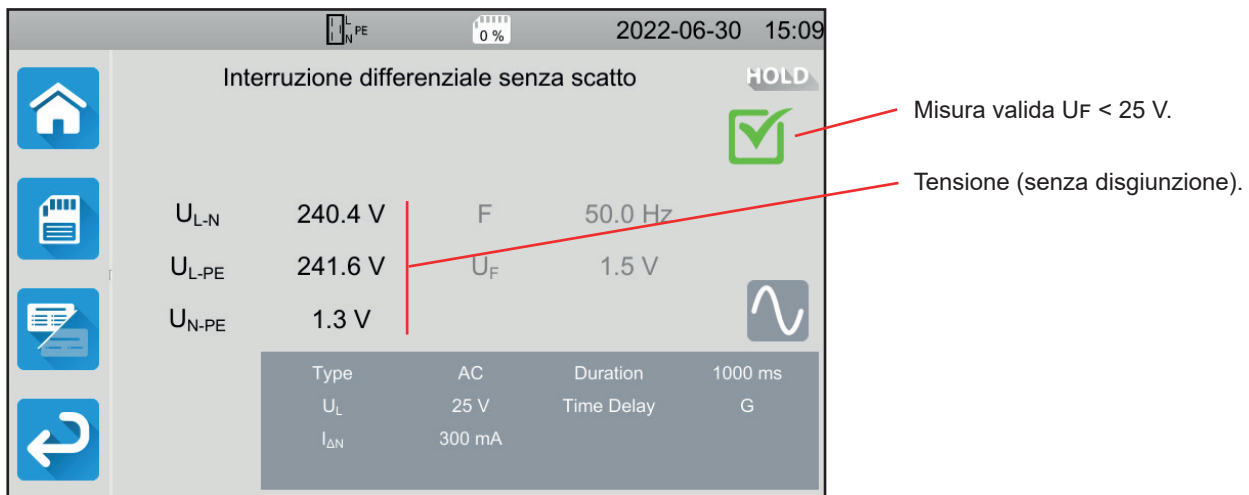 L
N PE
0 %
2022-06-30 15:09
Interruzione differenziale senza scatto
HOLD
Misura valida UF < 25 V.
Tensione (senza disgiunzione).
UL-N 240.4 V F 50.0 Hz
UL-PE 241.6 V UF 1.5 V
UN-PE 1.3 V
Type AC Duration 1000 ms
UL 25 V Time Delay G
IΔN 300 mA